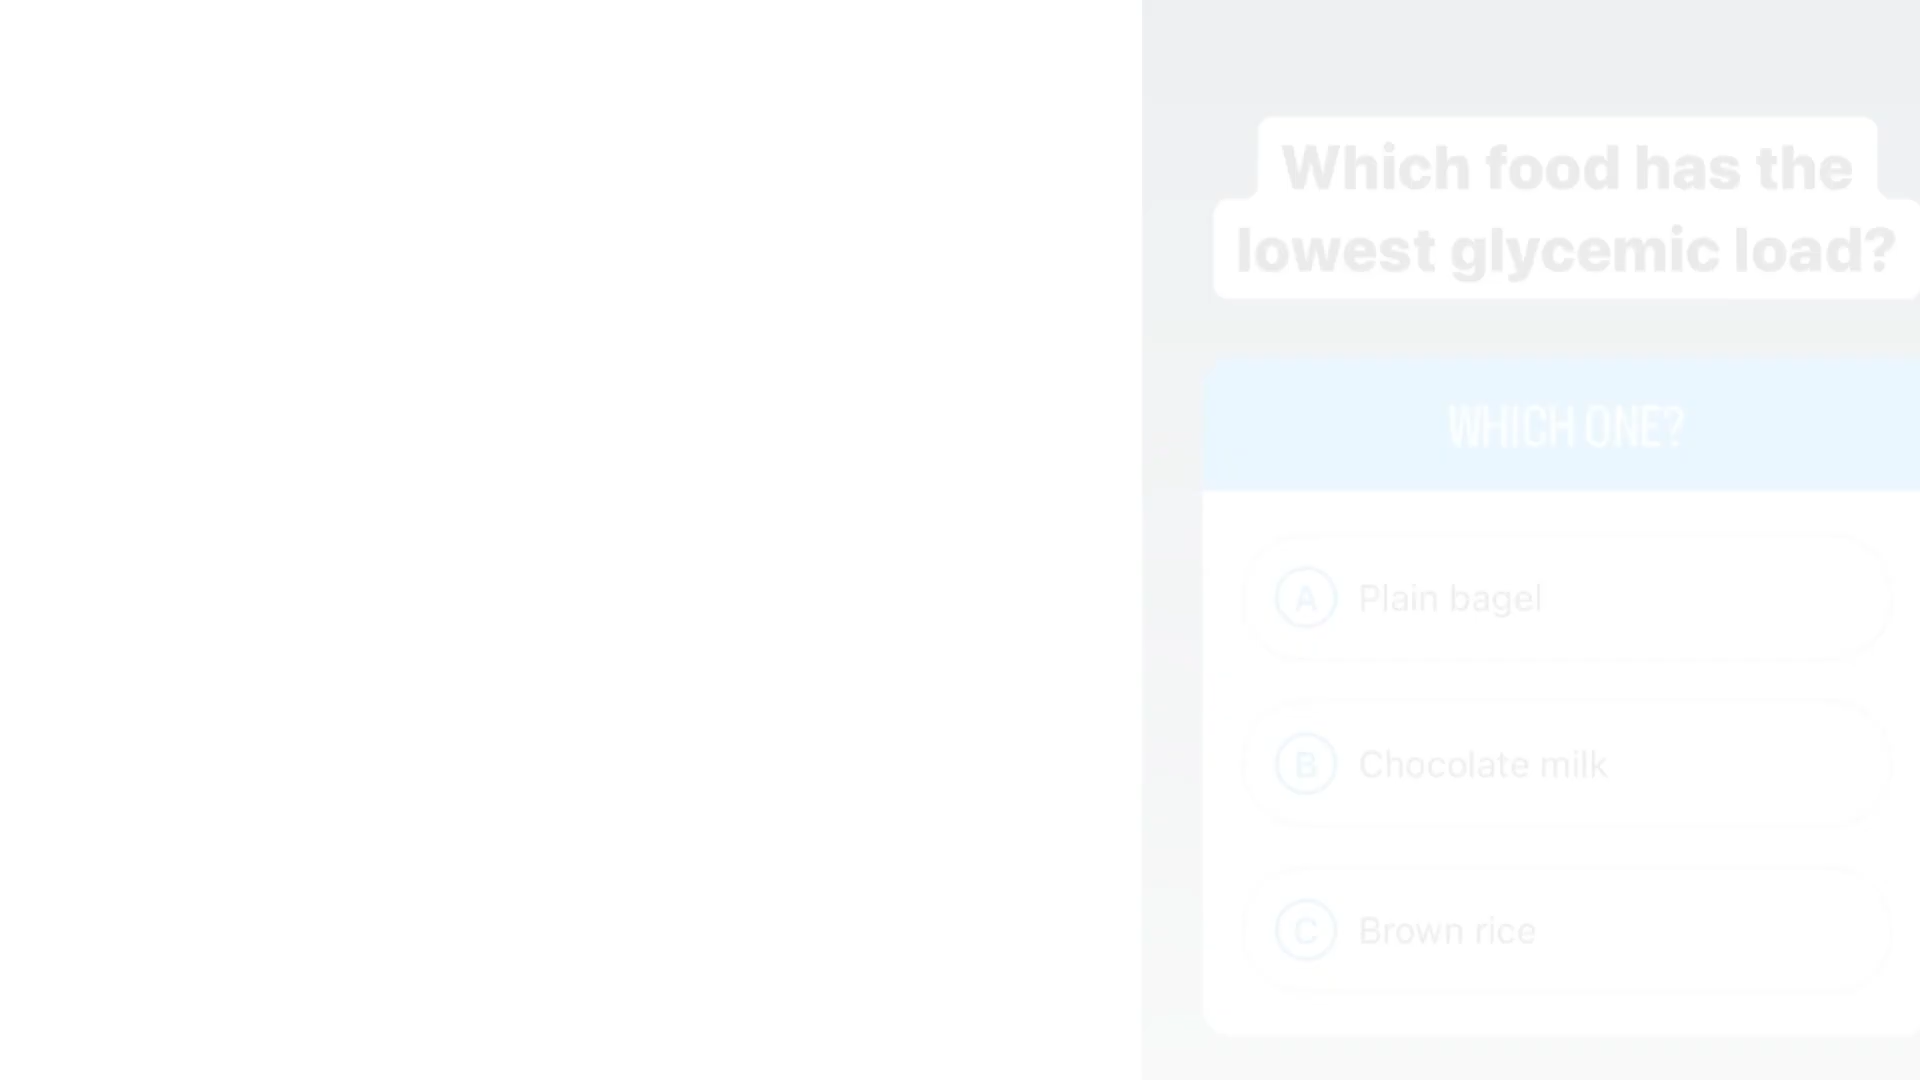 Which food has the
lowest glycemic load?
WHICH ONE?
A Plain bagel
B Chocolate milk
C Brown rice